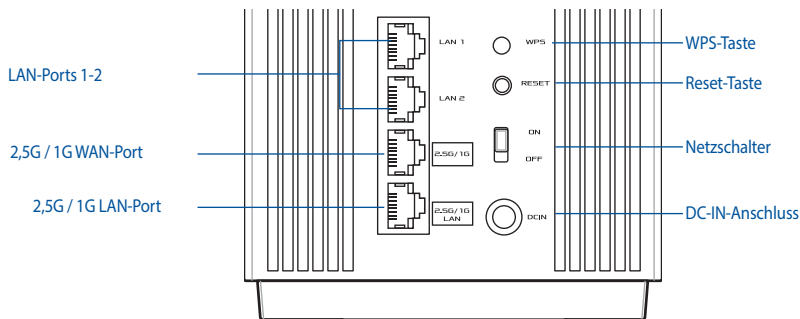 LAN-Ports 1-2
2,5G / 1G WAN-Port
2,5G / 1G LAN-Port
LAN 1
LAN 2
2.5G/1G
2.5G/1G
LAN
WPS
RESET
ON
OFF
DCIN
WPS-Taste
Reset-Taste
Netzschalter
DC-IN-Anschluss